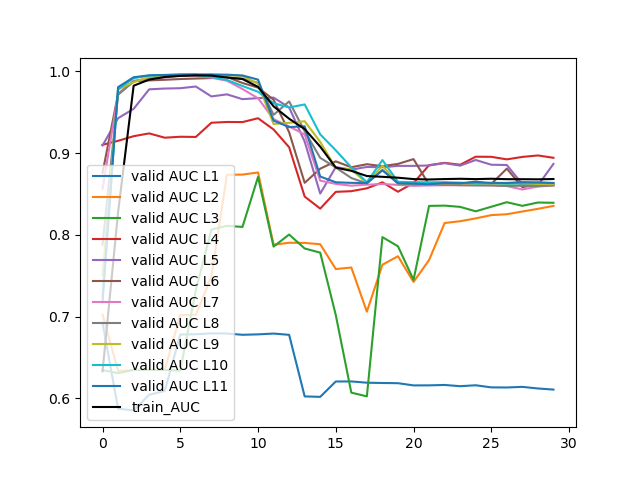 1.0
0.9
0.8
0.7
0.6
valid AUC L1
valid AUC L2
valid AUC L3
valid AUC L4
valid AUC L5
valid AUC L6
valid AUC L7
valid AUC L8
valid AUC L9
valid AUC L10
valid AUC L11
train_AUC
0 5 10 15 20 25 30